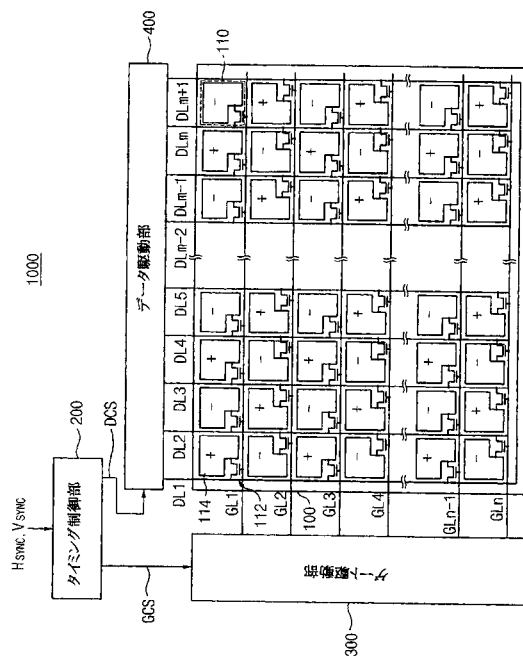 1000
HSYNC, VSYNC
200
タイミング制御部
DCS
GCS
400
データ駆動部
DL1 DL2 DL3 DL4 DL5 DLm-2 DLm-1 DLm DLm+1
110
114
GL1
+ - + - - + -
112
GL2
- + - + + - +
100
GL3
+ - + - - + -
GL4
- + - + + - +
GLn-1
+ - + - - + -
GLn
- + - + + - +
ゲート駆動部
300